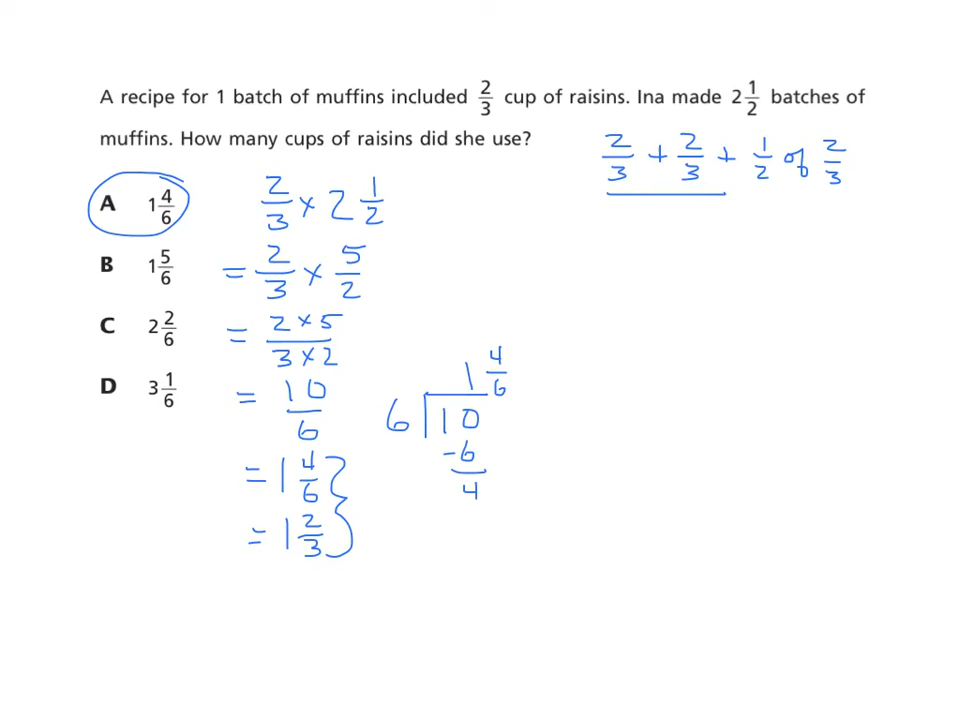 A recipe for 1 batch of muffins included 2/3 cup of raisins. Ina made 2 1/2 batches of
muffins. How many cups of raisins did she use?
2/3 + 2/3 + 1/2 of 2/3
A 1 4/6
2/3 × 2 1/2
B 1 5/6
= 2/3 × 5/2
C 2 2/6
= 2 × 5 / 3 × 2
D 3 1/6
= 10/6
1 4/6
6 10
-6
4
= 1 4/6
= 1 2/3